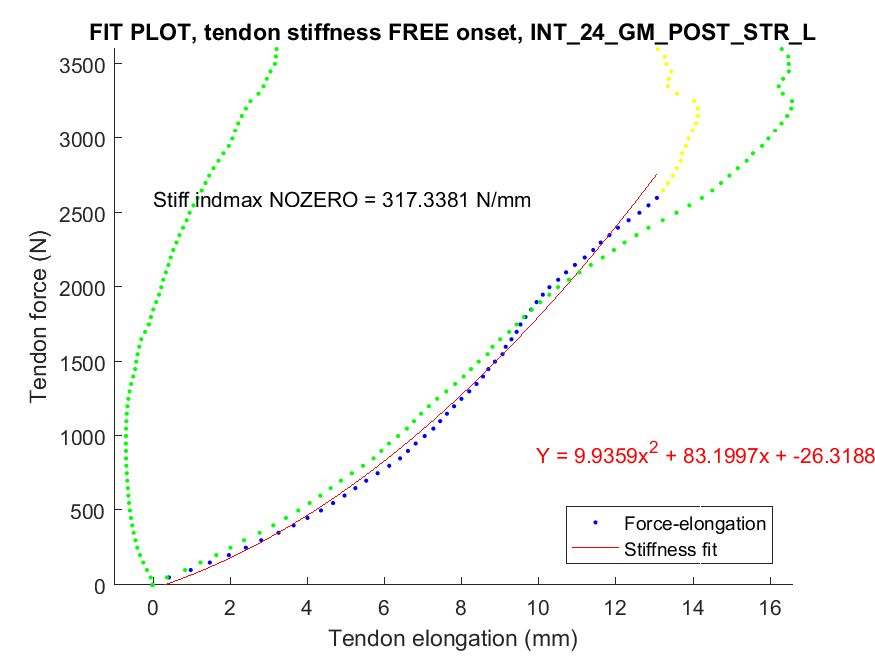 FIT PLOT, tendon stiffness FREE onset, INT_24_GM_POST_STR_L
3500
3000
2500
2000
1500
1000
500
0
Tendon force (N)
Stiff indmax NOZERO = 317.3381 N/mm
Y = 9.9359x² + 83.1997x + -26.3188
Force-elongation
Stiffness fit
0 2 4 6 8 10 12 14 16
Tendon elongation (mm)